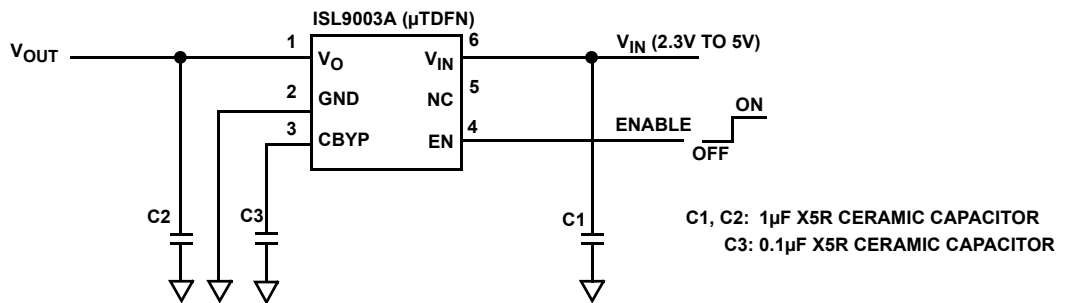 ISL9003A (µTDFN)
VOUT
1
VO
VIN
6
VIN (2.3V TO 5V)
2
GND
NC
5
3
CBYP
EN
4
ENABLE
ON
OFF
C2
C3
C1
C1, C2: 1µF X5R CERAMIC CAPACITOR
C3: 0.1µF X5R CERAMIC CAPACITOR